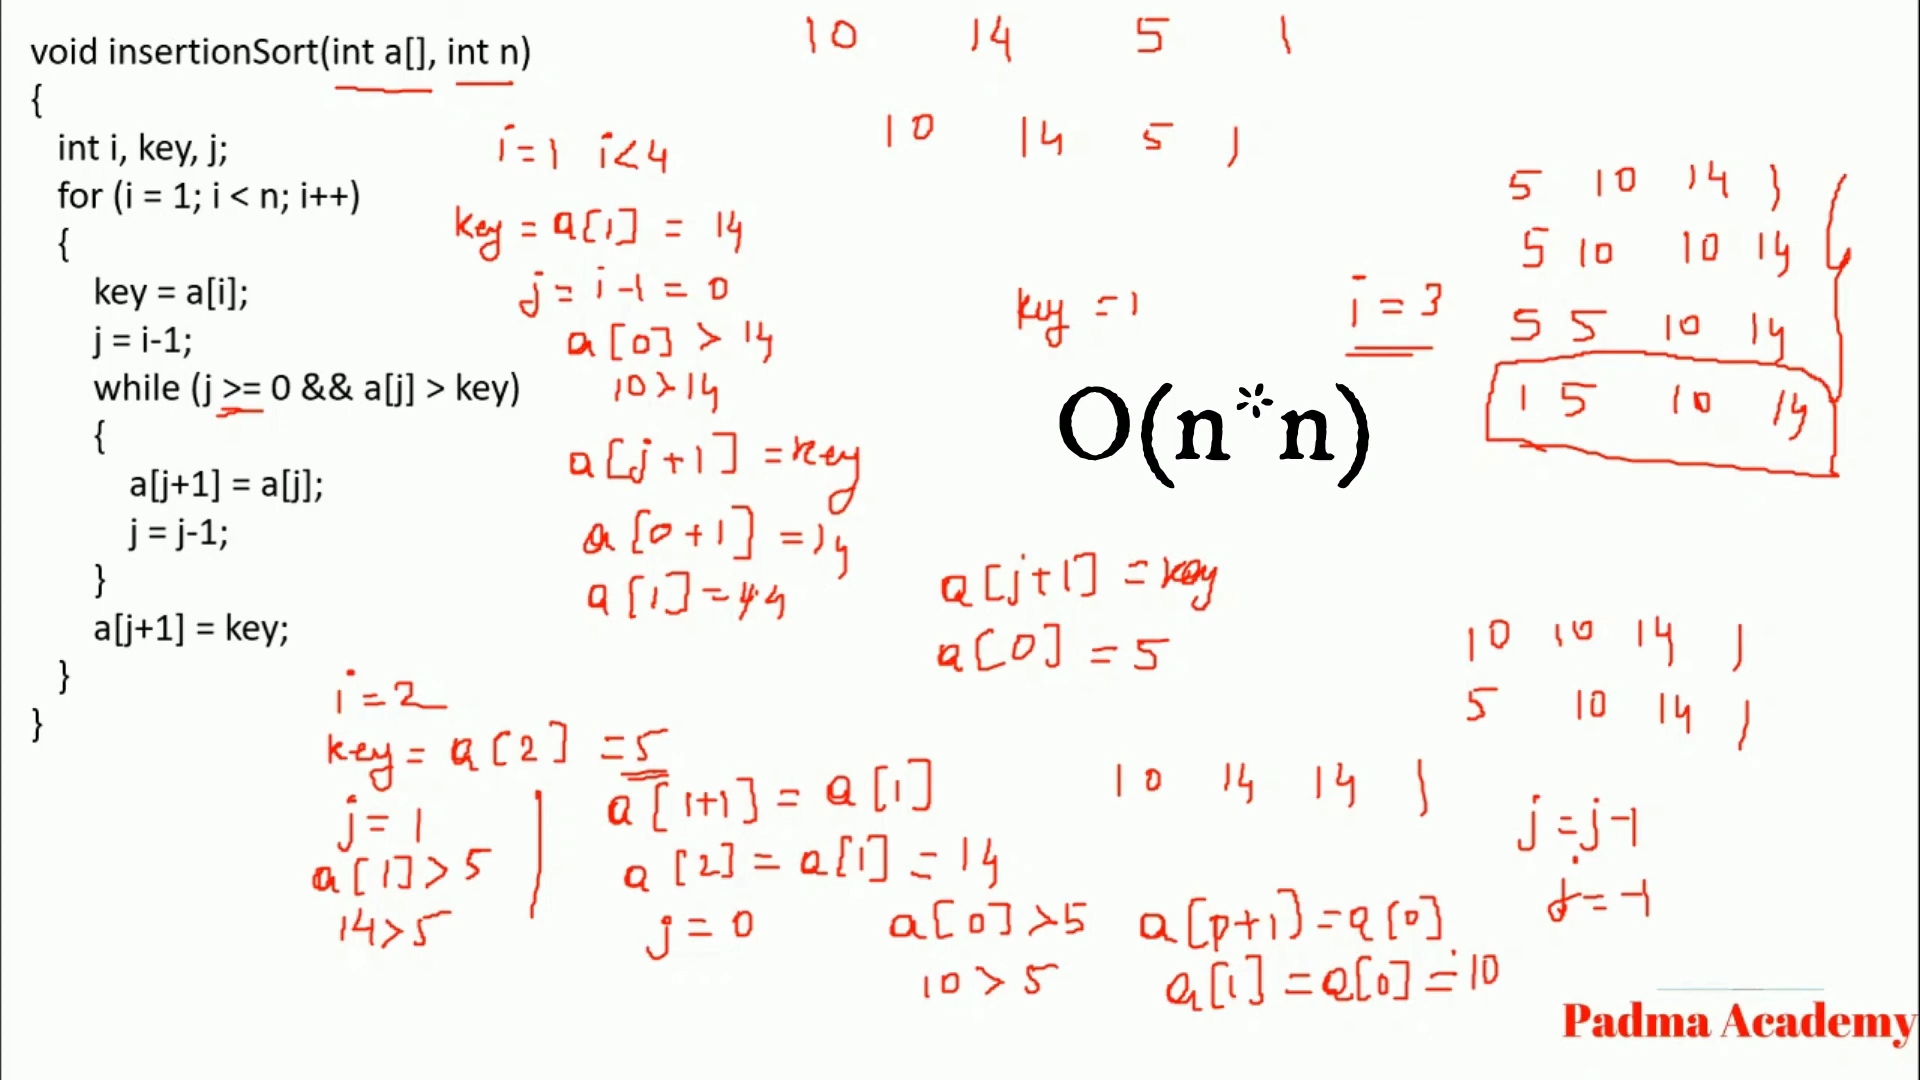 void insertionSort(int a[], int n)
{
int i, key, j;
for (i = 1; i < n; i++)
{
key = a[i];
j = i-1;
while (j >= 0 && a[j] > key)
{
a[j+1] = a[j];
j = j-1;
}
a[j+1] = key;
}
}
10 14 5 1
10 14 5 1
i=1 i<4
key = a[1] = 14
j = i-1 = 0
a[0] > 14
10>14
a[j+1] = key
a[0+1] = 14
a[1] =
key = 1
i = 3
O(n*n)
5 10 14 1
5 10 10 14
5 5 10 14
1 5 10 14
a[j+1] = key
a[0] = 5
i = 2
key = a[2] = 5
j = 1
a[1] > 5
14>5
a[1+1] = a[1]
a[2] = a[1] = 14
j = 0
a[0] > 5
10 > 5
10 14 14 1
a[0+1] = a[0]
a[1] = a[0] = 10
10 10 14 1
5 10 14 1
j = j-1
j = -1
Padma Academy